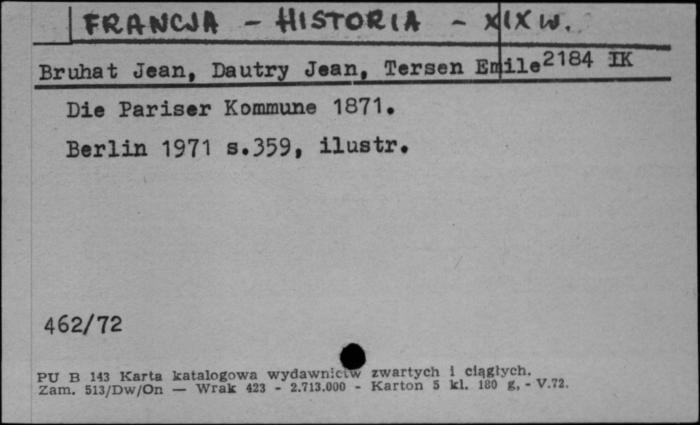 FRANCJA - HISTORIA - XIX W.
Bruhat Jean, Dautry Jean, Tersen Emile 2184 IK
Die Pariser Kommune 1871.
Berlin 1971 s.359, ilustr.
462/72
PU B 143 Karta katalogowa wydawnictw zwartych i ciągłych.
Zam. 513/Dw/On — Wrak 423 - 2.713.000 - Karton 5 kl. 180 g, - V.72.